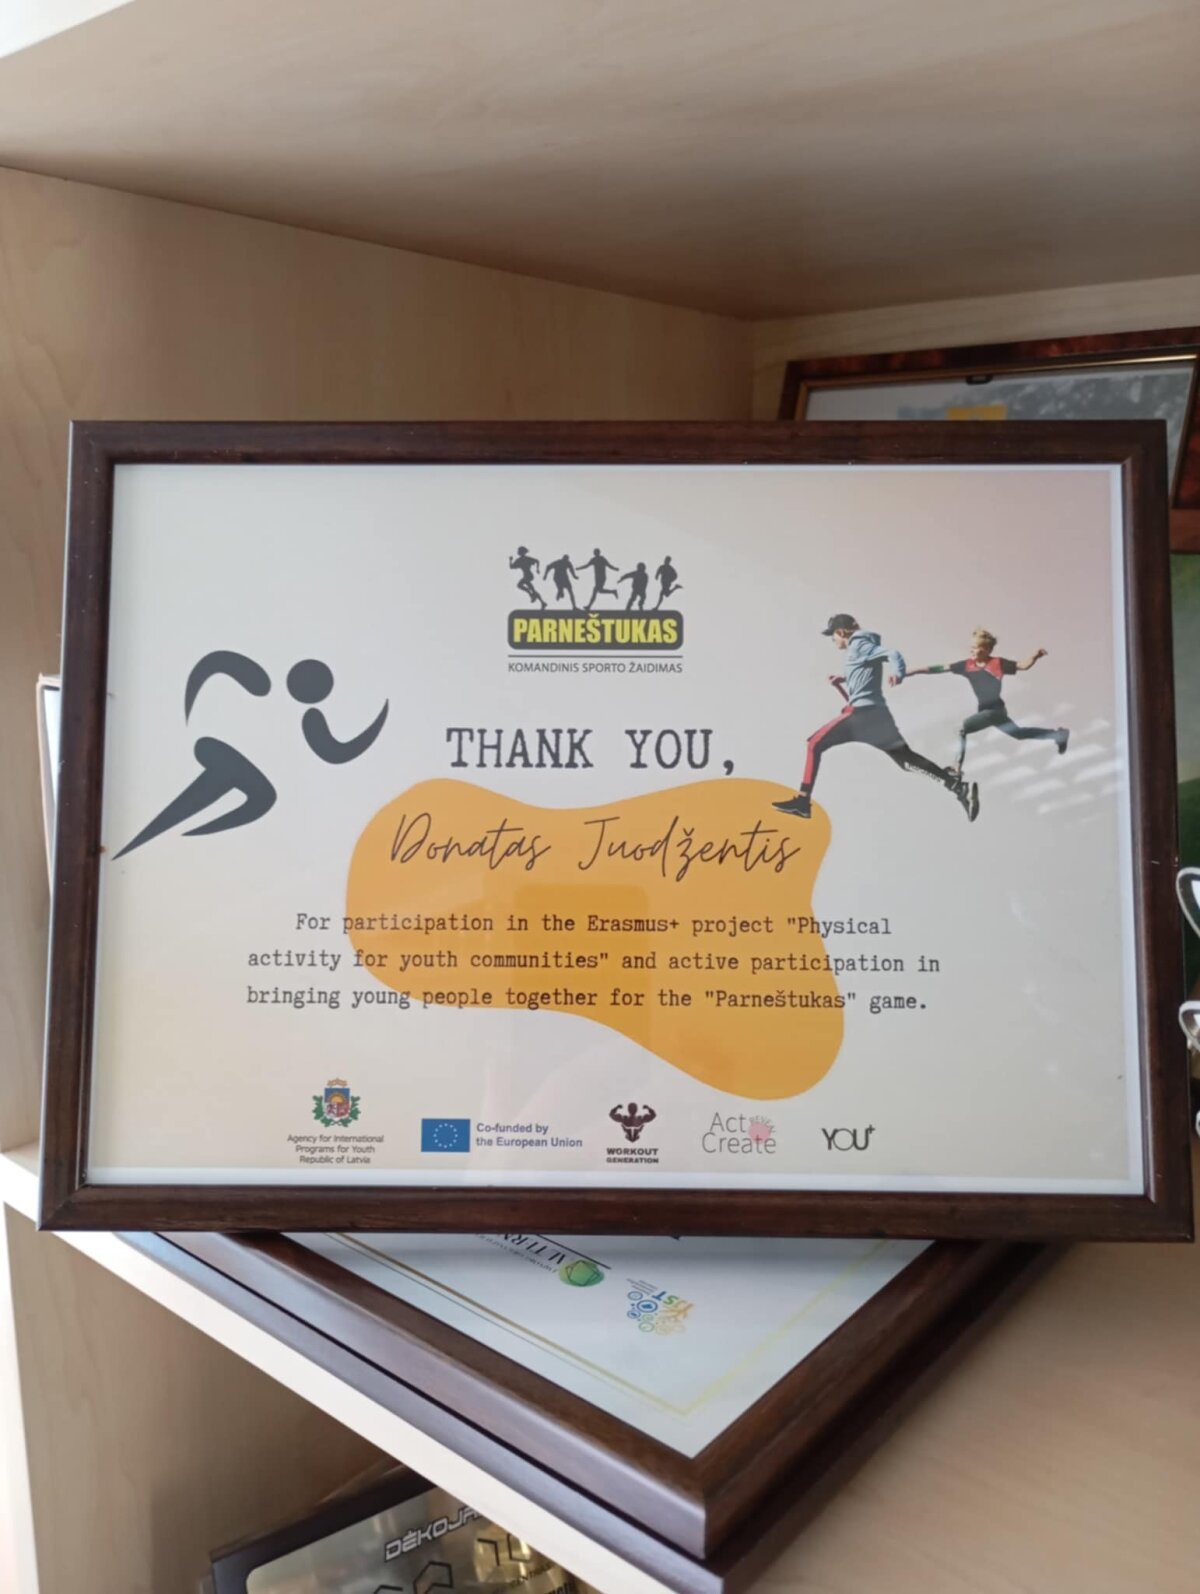 PARNEŠTUKAS
KOMANDINIS SPORTO ŽAIDIMAS
THANK YOU,
Donatas Juodžentis
For participation in the Erasmus+ project "Physical
activity for youth communities" and active participation in
bringing young people together for the "Parneštukas" game.
Agency for International
Programs for Youth
Republic of Latvia
Co-funded by
the European Union
WORKOUT
GENERATION
Act
Create
YOU+